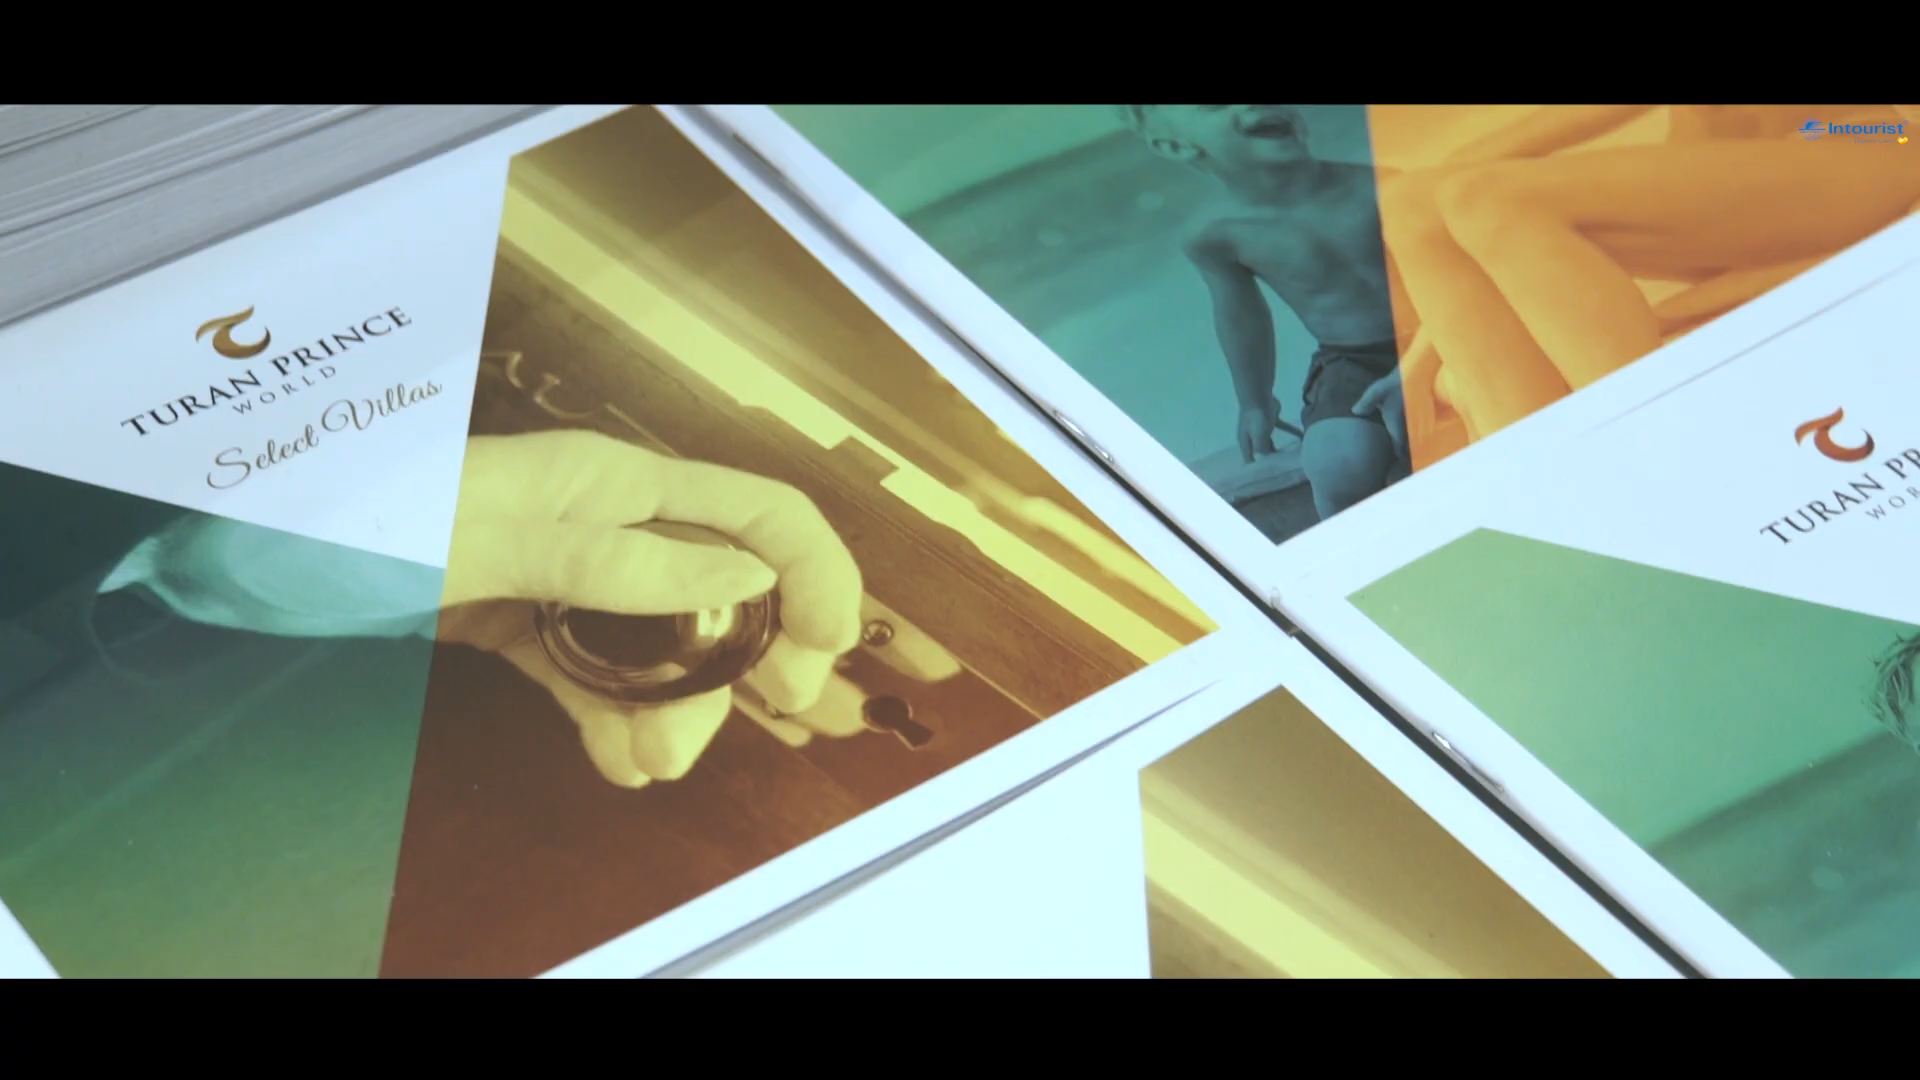 Intourist
TURAN PRINCE
WORLD
Select Villas
TURAN PR
WOR